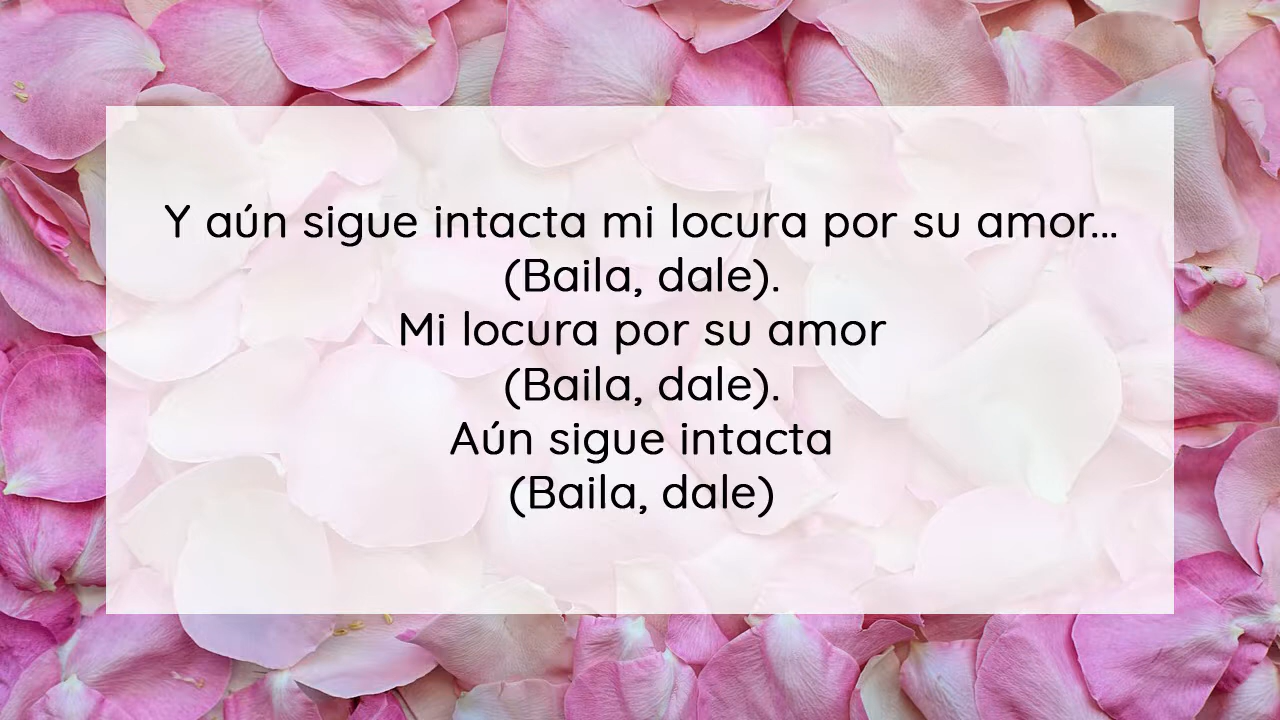 Y aún sigue intacta mi locura por su amor...
(Baila, dale).
Mi locura por su amor
(Baila, dale).
Aún sigue intacta
(Baila, dale)